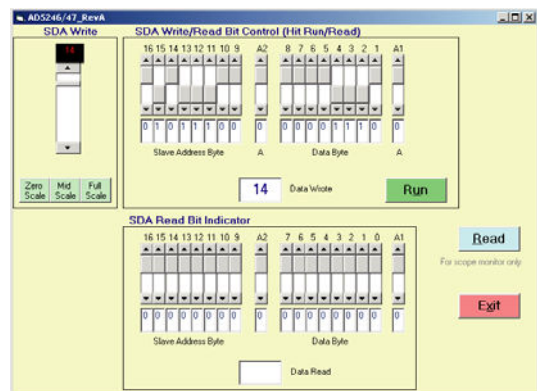 AD5246/47_RevA
SDA Write
SDA Write/Read Bit Control (Hit Run/Read)
14
16 15 14 13 12 11 10 9 A2 8 7 6 5 4 3 2 1 A1
0 1 0 1 1 1 0 0 0 0 0 0 0 1 1 1 0 0
Slave Address Byte A Data Byte A
Zero Scale
Mid Scale
Full Scale
14 Data Wrote
Run
SDA Read Bit Indicator
16 15 14 13 12 11 10 9 A2 7 6 5 4 3 2 1 0 A1
0 0 0 0 0 0 0 0 0 0 0 0 0 0 0 0 0 0
Slave Address Byte Data Byte
Data Read
Read
For scope monitor only
Exit